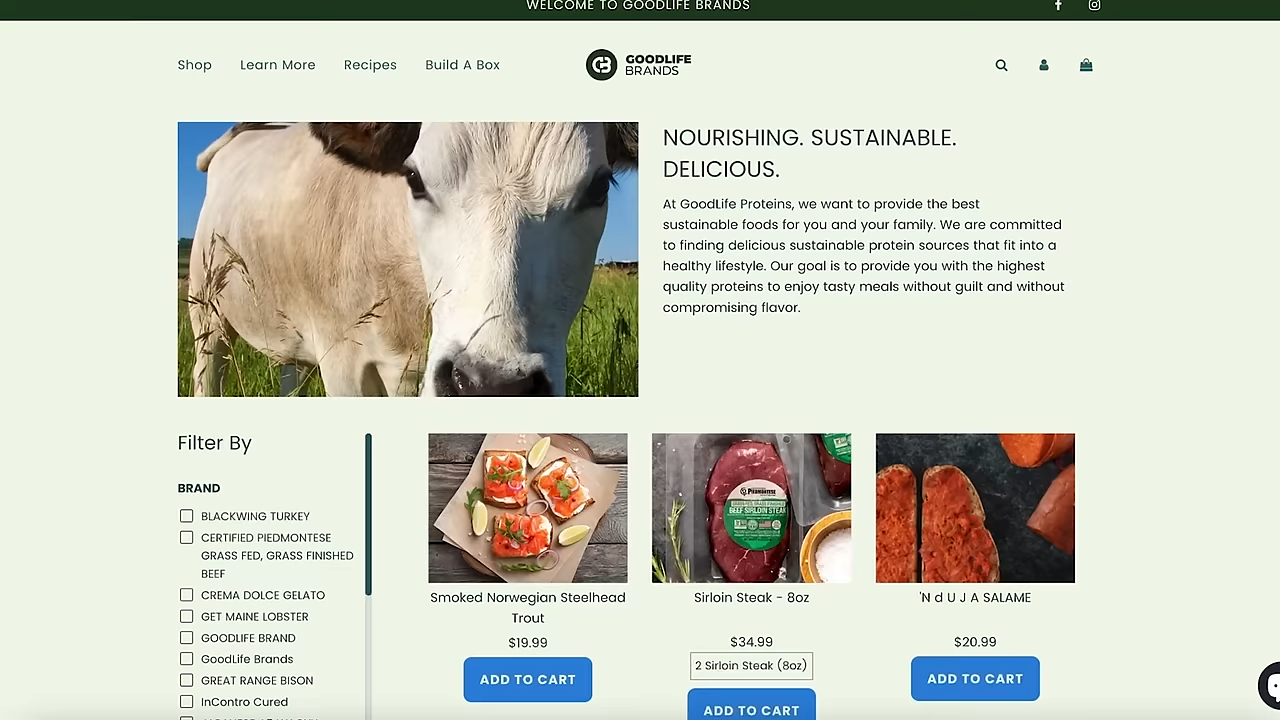 WELCOME TO GOODLIFE BRANDS
Shop Learn More Recipes Build A Box
GOODLIFE
BRANDS
NOURISHING. SUSTAINABLE.
DELICIOUS.
At GoodLife Proteins, we want to provide the best
sustainable foods for you and your family. We are committed
to finding delicious sustainable protein sources that fit into a
healthy lifestyle. Our goal is to provide you with the highest
quality proteins to enjoy tasty meals without guilt and without
compromising flavor.
Filter By
BRAND
BLACKWING TURKEY
CERTIFIED PIEDMONTESE
GRASS FED, GRASS FINISHED
BEEF
CREMA DOLCE GELATO
GET MAINE LOBSTER
GOODLIFE BRAND
GoodLife Brands
GREAT RANGE BISON
InContro Cured
PIEDMONTESE
BEEF SIRLOIN STEAK
Smoked Norwegian Steelhead
Trout
$19.99
ADD TO CART
Sirloin Steak - 8oz
$34.99
2 Sirloin Steak (8oz)
ADD TO CART
'N d U J A SALAME
$20.99
ADD TO CART